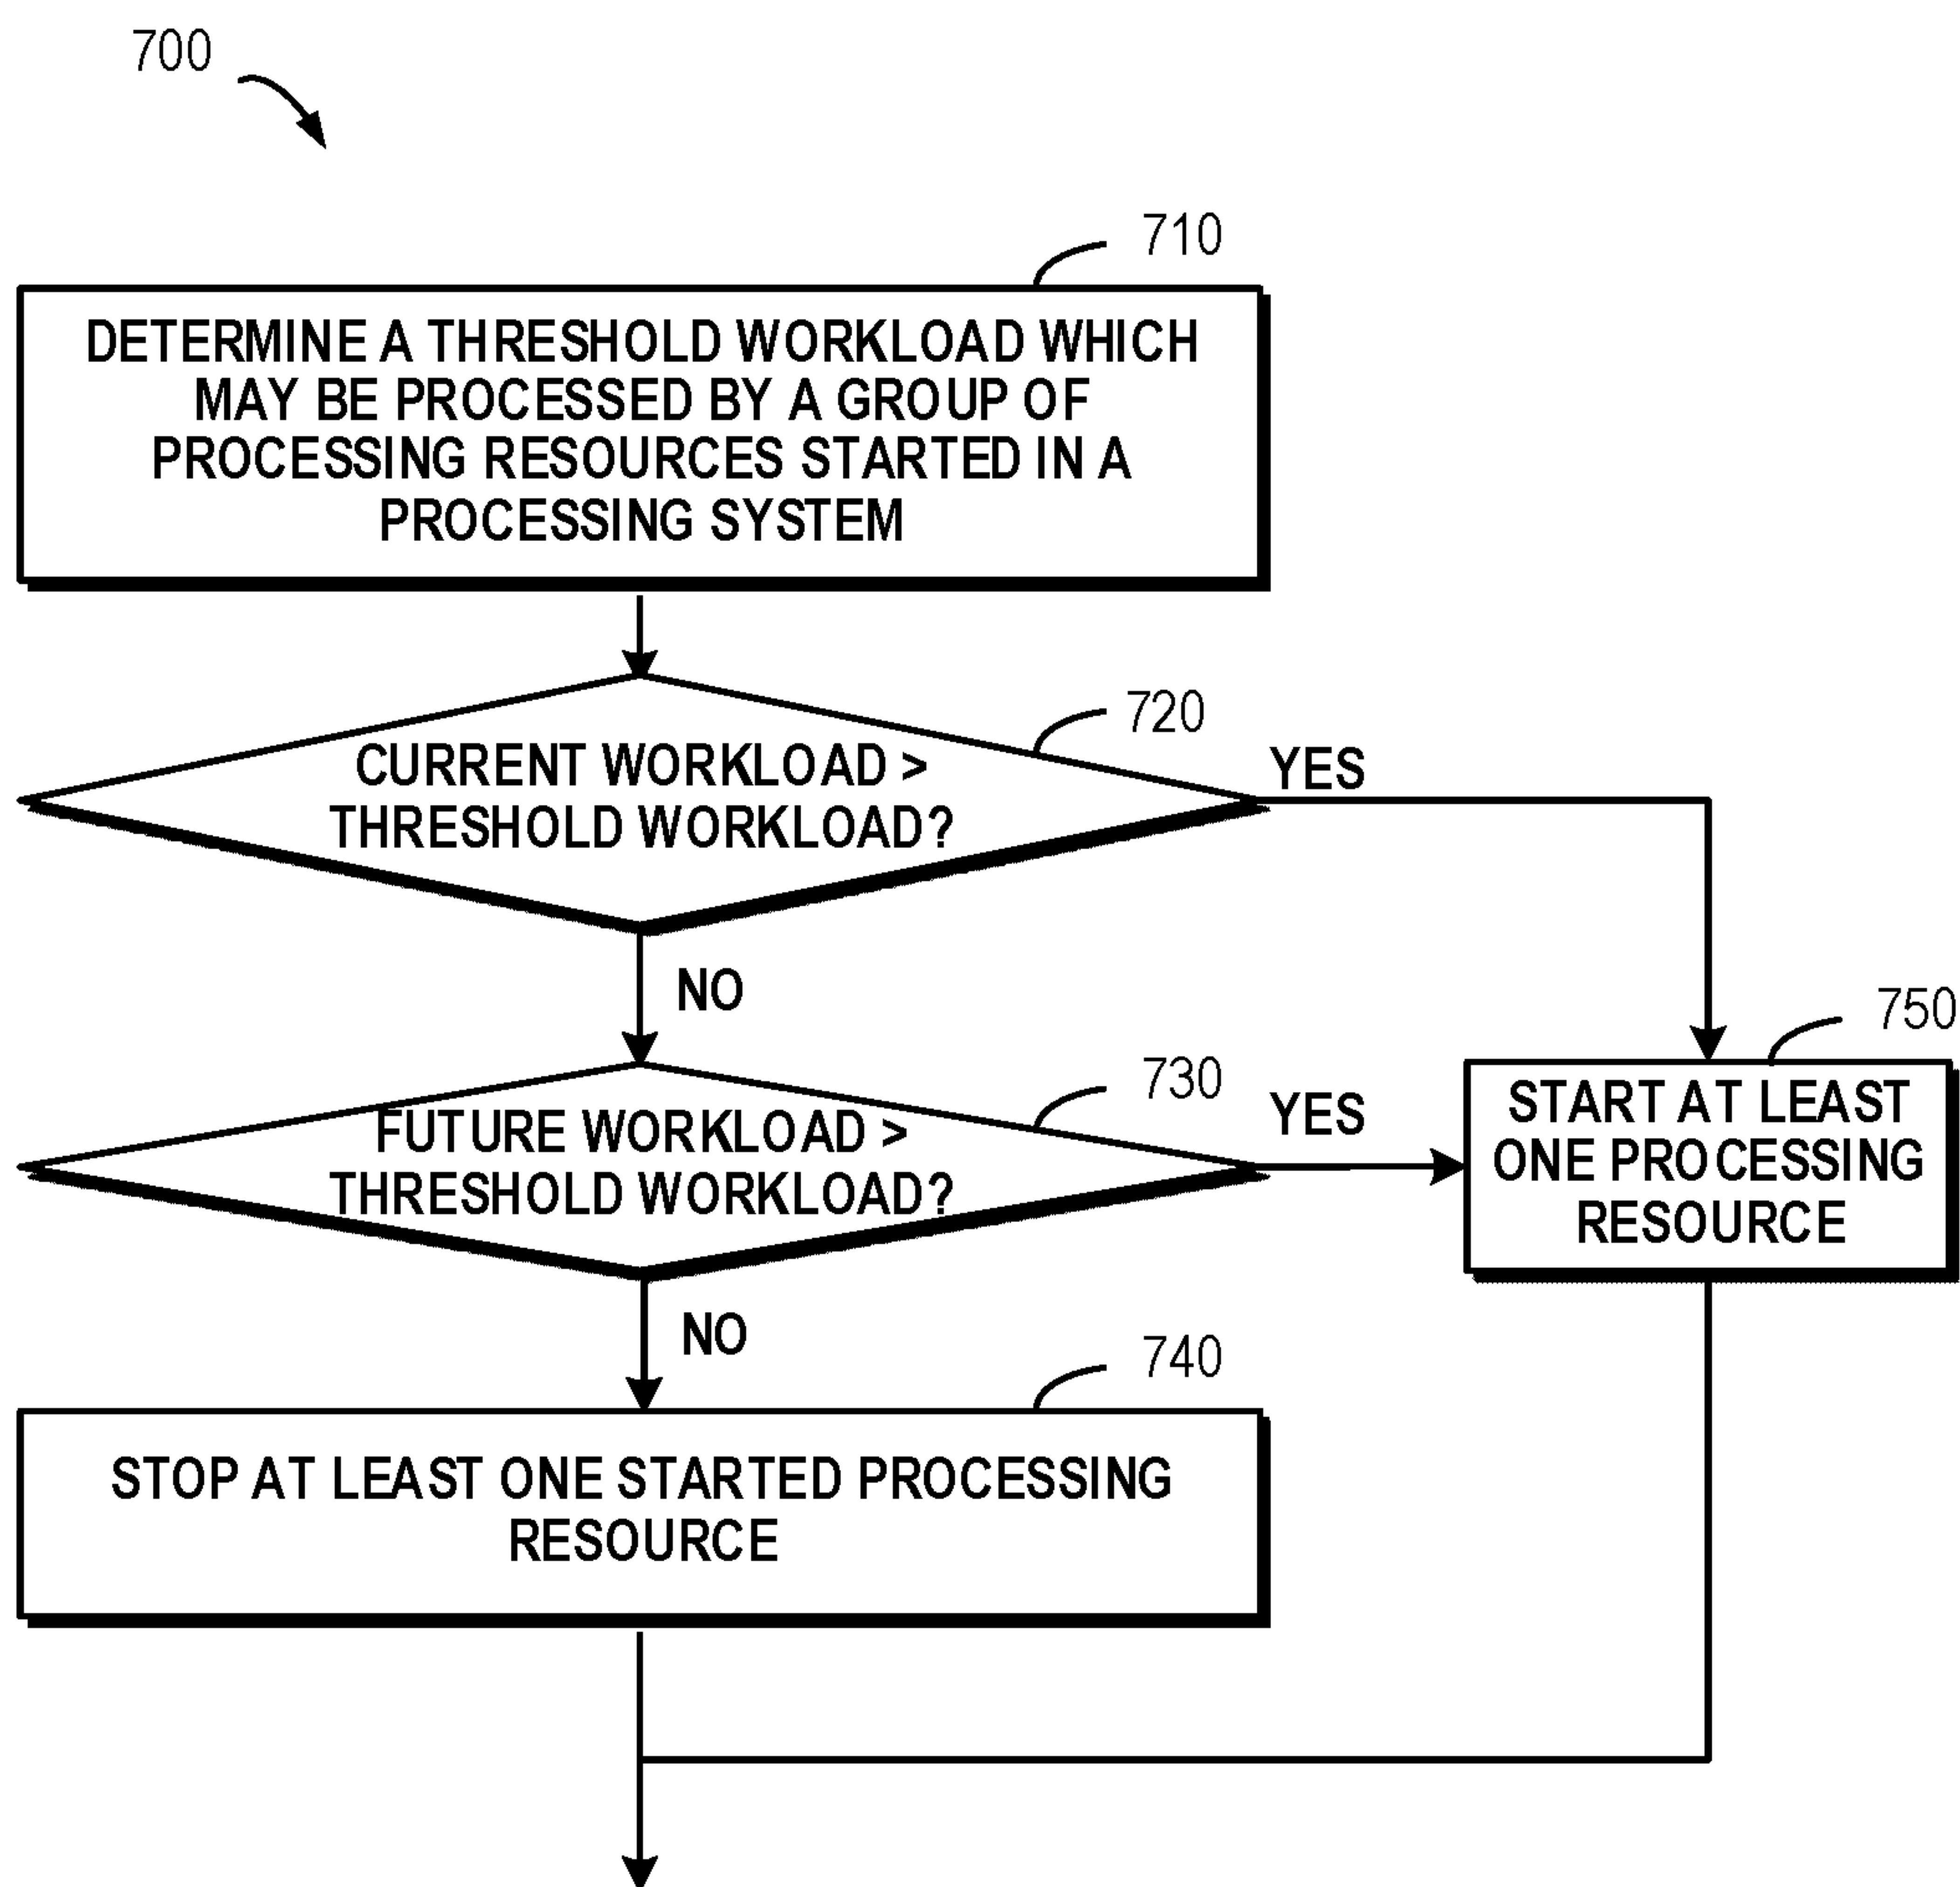 700
710
DETERMINE A THRESHOLD WORKLOAD WHICH
MAY BE PROCESSED BY A GROUP OF
PROCESSING RESOURCES STARTED IN A
PROCESSING SYSTEM
720
CURRENT WORKLOAD >
THRESHOLD WORKLOAD?
YES
NO
730
FUTURE WORKLOAD >
THRESHOLD WORKLOAD?
YES
750
START AT LEAST
ONE PROCESSING
RESOURCE
NO
740
STOP AT LEAST ONE STARTED PROCESSING
RESOURCE